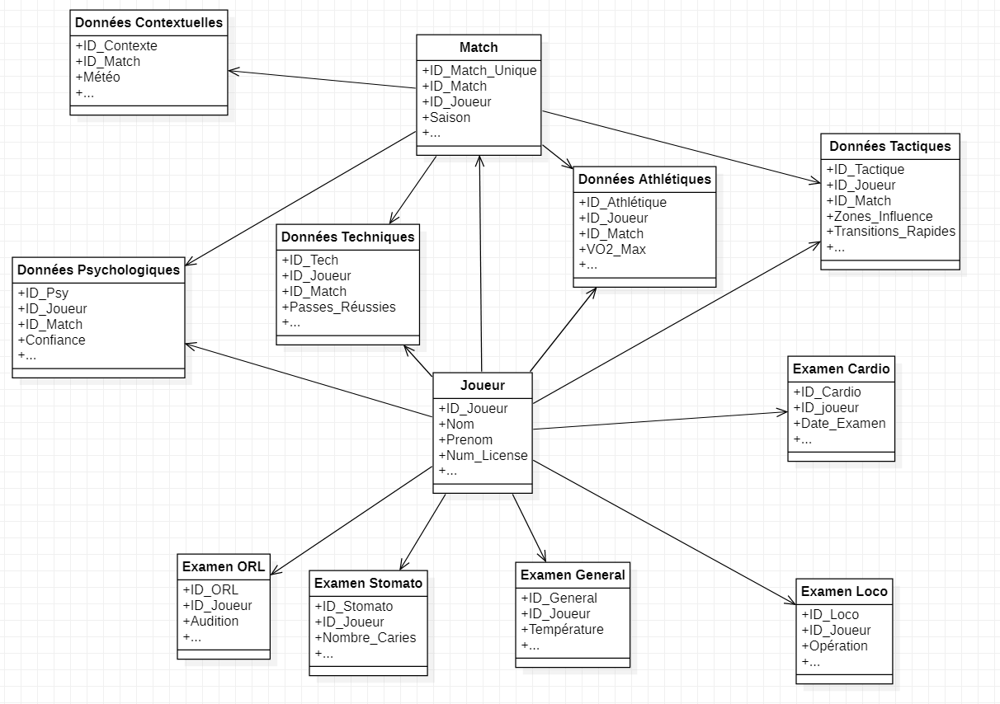 Données Contextuelles
+ID_Contexte
+ID_Match
+Météo
+...
Match
+ID_Match_Unique
+ID_Match
+ID_Joueur
+Saison
+...
Données Tactiques
+ID_Tactique
+ID_Joueur
+ID_Match
+Zones_Influence
+Transitions_Rapides
+...
Données Athlétiques
+ID_Athlétique
+ID_Joueur
+ID_Match
+VO2_Max
+...
Données Techniques
+ID_Tech
+ID_Joueur
+ID_Match
+Passes_Réussies
+...
Données Psychologiques
+ID_Psy
+ID_Joueur
+ID_Match
+Confiance
+...
Joueur
+ID_Joueur
+Nom
+Prenom
+Num_License
+...
Examen Cardio
+ID_Cardio
+ID_joueur
+Date_Examen
+...
Examen ORL
+ID_ORL
+ID_Joueur
+Audition
+...
Examen Stomato
+ID_Stomato
+ID_Joueur
+Nombre_Caries
+...
Examen General
+ID_General
+ID_Joueur
+Température
+...
Examen Loco
+ID_Loco
+ID_Joueur
+Opération
+...